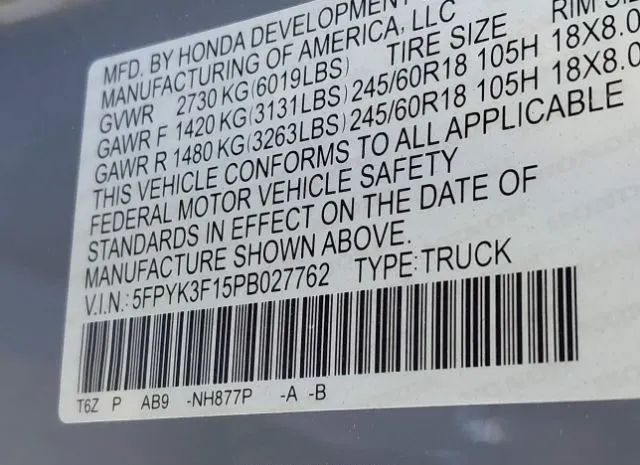 MFD. BY HONDA DEVELOPMENT
MANUFACTURING OF AMERICA, LLC
GVWR 2730 KG(6019LBS) TIRE SIZE RIM
GAWR F 1420 KG(3131LBS) 245/60R18 105H 18X8.0
GAWR R 1480 KG(3263LBS) 245/60R18 105H 18X8.0
THIS VEHICLE CONFORMS TO ALL APPLICABLE
FEDERAL MOTOR VEHICLE SAFETY
STANDARDS IN EFFECT ON THE DATE OF
MANUFACTURE SHOWN ABOVE.
V.I.N.: 5FPYK3F15PB027762 TYPE: TRUCK
T6Z P AB9 -NH877P -A -B